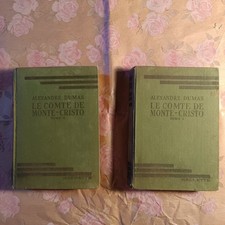 ALEXANDRE DUMAS
LE COMTE DE
MONTE-CRISTO
ALEXANDRE DUMAS
LE COMTE DE
MONTE-CRISTO